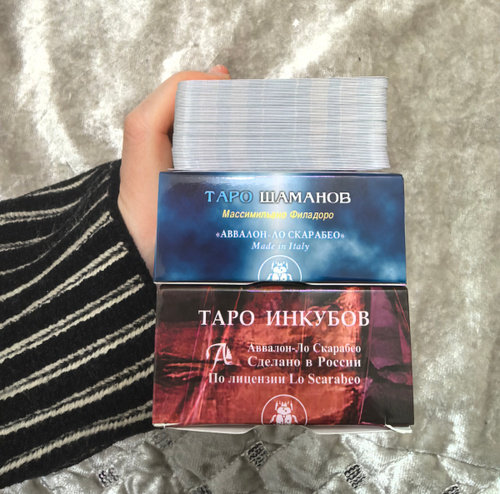 ТАРО ШАМАНОВ
Массимильяно Филадоро
«АВВАЛОН-ЛО СКАРАБЕО»
Made in Italy
ТАРО ИНКУБОВ
Аввалон-Ло Скарабео
Сделано в России
По лицензии Lo Scarabeo